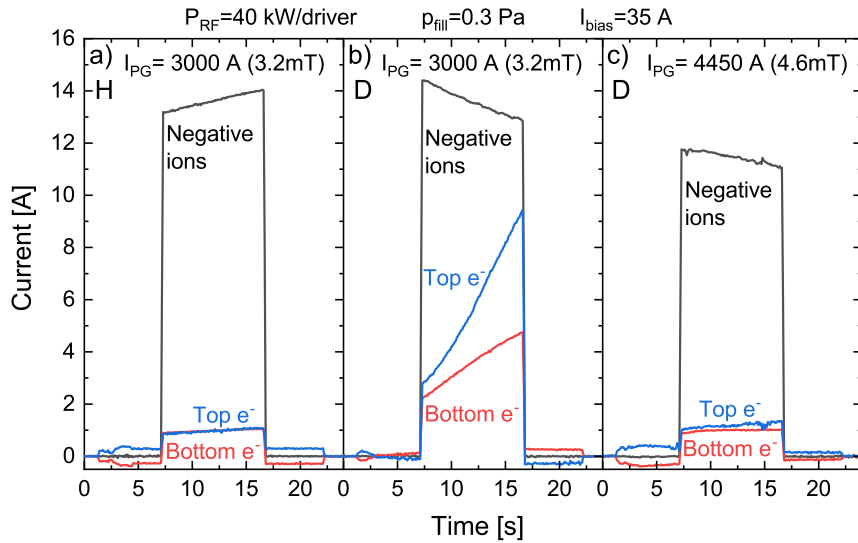 P_RF=40 kW/driver p_fill=0.3 Pa I_bias=35 A
a) I_PG= 3000 A (3.2mT)
H
Negative
ions
Top e⁻
Bottom e⁻
b) I_PG= 3000 A (3.2mT)
D
Negative
ions
Top e⁻
Bottom e⁻
c) I_PG= 4450 A (4.6mT)
D
Negative
ions
Top e⁻
Bottom e⁻
Current [A]
16
14
12
10
8
6
4
2
0
0 5 10 15 20 0 5 10 15 20 0 5 10 15 20
Time [s]